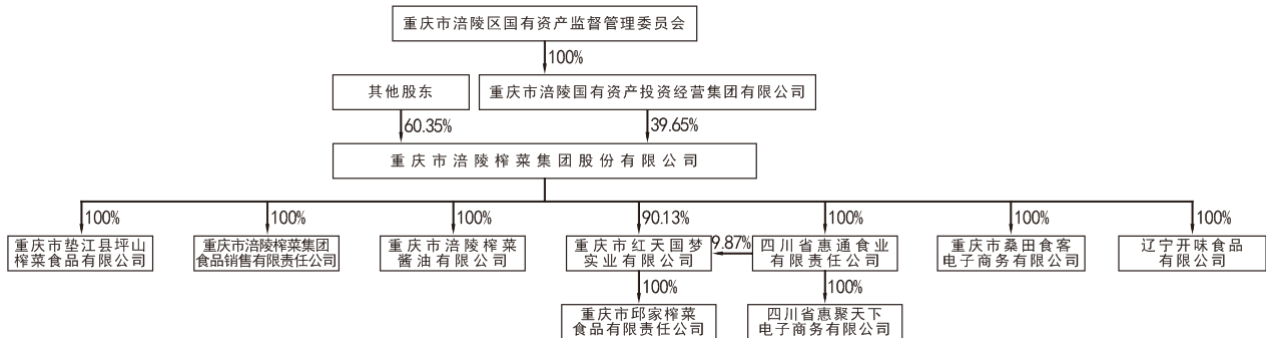 重庆市涪陵区国有资产监督管理委员会
100%
其他股东
重庆市涪陵国有资产投资经营集团有限公司
60.35%
39.65%
重庆市涪陵榨菜集团股份有限公司
100%
100%
100%
90.13%
100%
100%
100%
重庆市垫江县坪山
榨菜食品有限公司
重庆市涪陵榨菜集团
食品销售有限责任公司
重庆市涪陵榨菜
酱油有限公司
重庆市红天国梦
实业有限公司
9.87%
四川省惠通食业
有限责任公司
重庆市桑田食客
电子商务有限公司
辽宁开味食品
有限公司
100%
100%
重庆市邱家榨菜
食品有限责任公司
四川省惠聚天下
电子商务有限公司